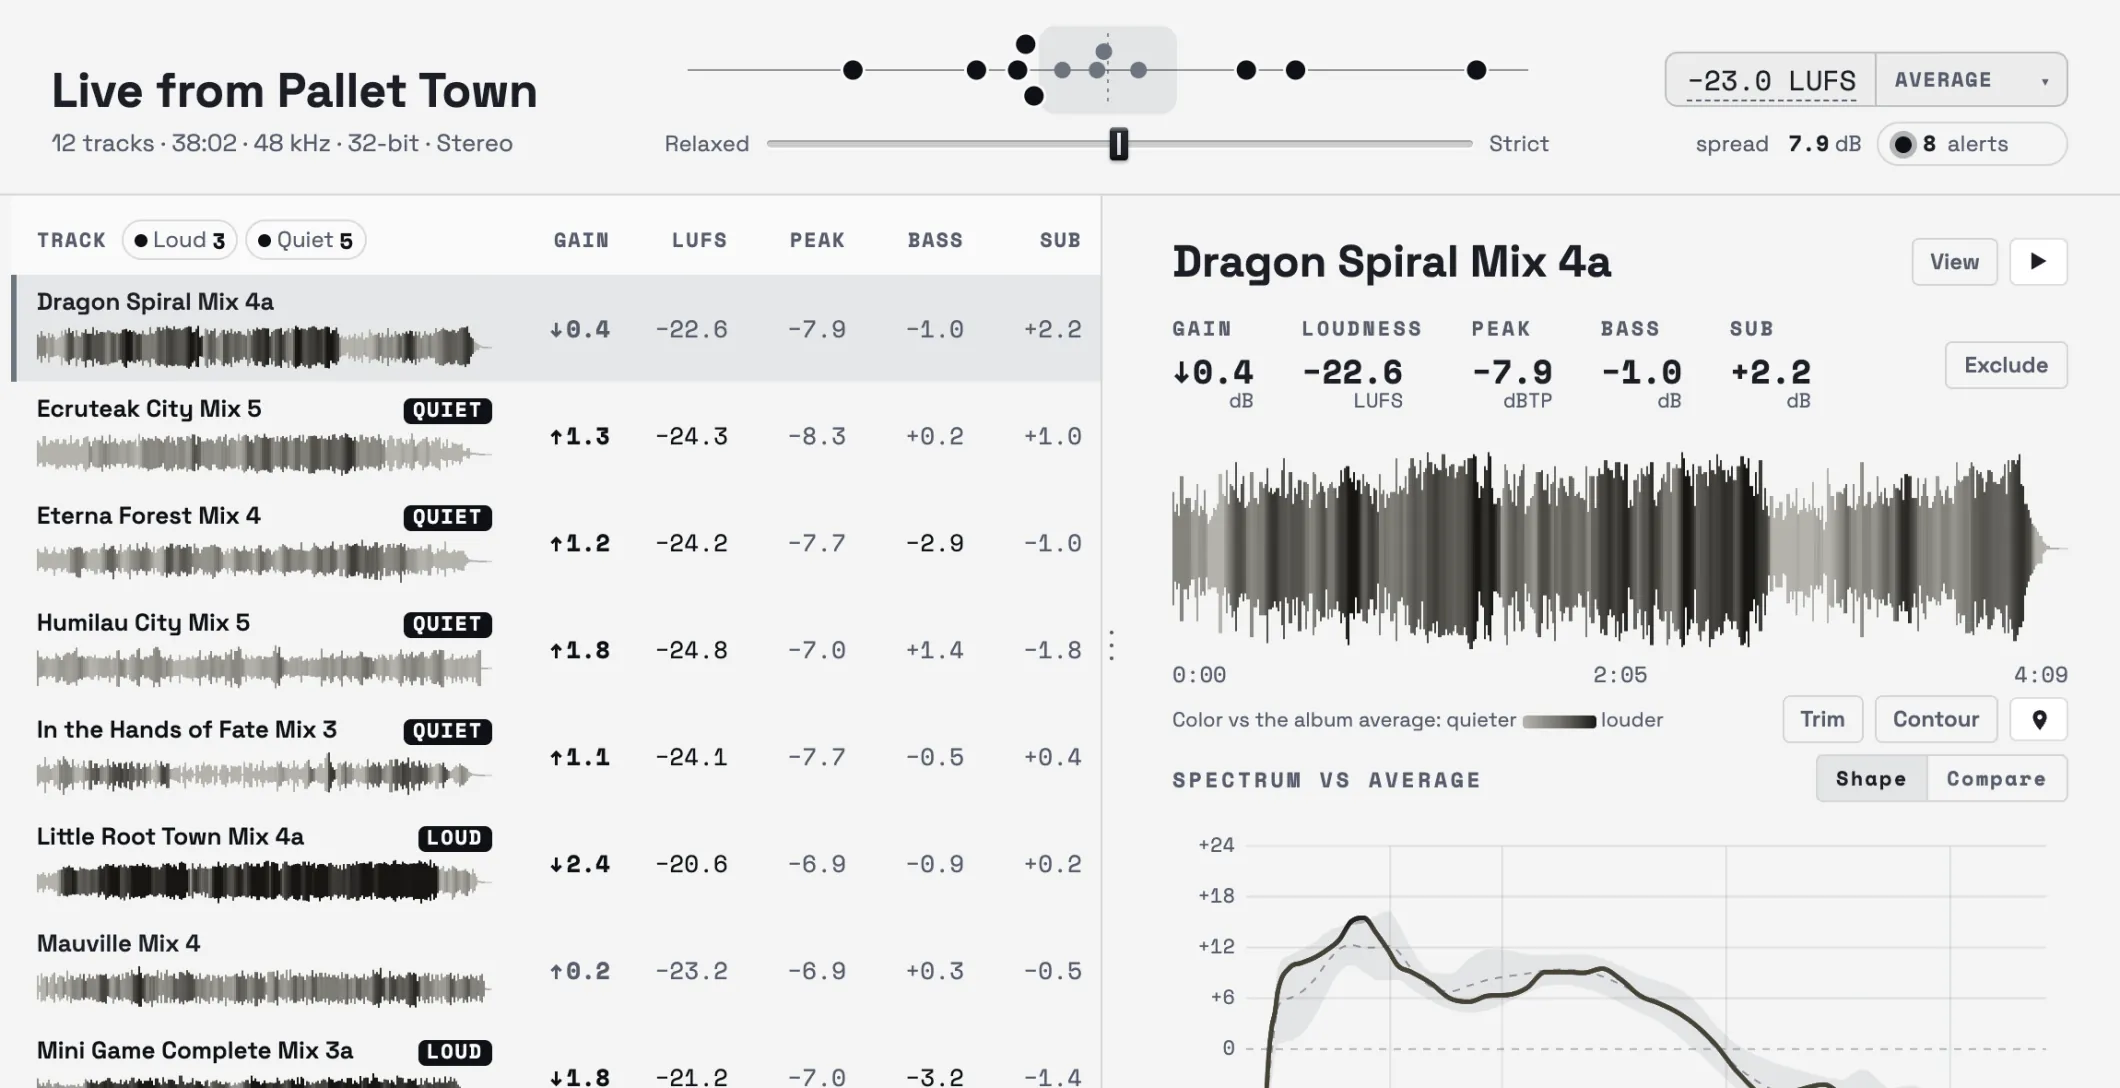 Live from Pallet Town
12 tracks · 38:02 · 48 kHz · 32-bit · Stereo
Relaxed Strict
-23.0 LUFS AVERAGE ▾
spread 7.9 dB 8 alerts
TRACK Loud 3 Quiet 5 GAIN LUFS PEAK BASS SUB
Dragon Spiral Mix 4a
↓0.4 -22.6 -7.9 -1.0 +2.2
Ecruteak City Mix 5 QUIET
↑1.3 -24.3 -8.3 +0.2 +1.0
Eterna Forest Mix 4 QUIET
↑1.2 -24.2 -7.7 -2.9 -1.0
Humilau City Mix 5 QUIET
↑1.8 -24.8 -7.0 +1.4 -1.8
In the Hands of Fate Mix 3 QUIET
↑1.1 -24.1 -7.7 -0.5 +0.4
Little Root Town Mix 4a LOUD
↓2.4 -20.6 -6.9 -0.9 +0.2
Mauville Mix 4
↑0.2 -23.2 -6.9 +0.3 -0.5
Mini Game Complete Mix 3a LOUD
↓1.8 -21.2 -7.0 -3.2 -1.4
Dragon Spiral Mix 4a View
GAIN LOUDNESS PEAK BASS SUB
↓0.4 -22.6 -7.9 -1.0 +2.2
dB LUFS dBTP dB dB
Exclude
0:00 2:05 4:09
Color vs the album average: quieter louder Trim Contour
SPECTRUM VS AVERAGE Shape Compare
+24
+18
+12
+6
0